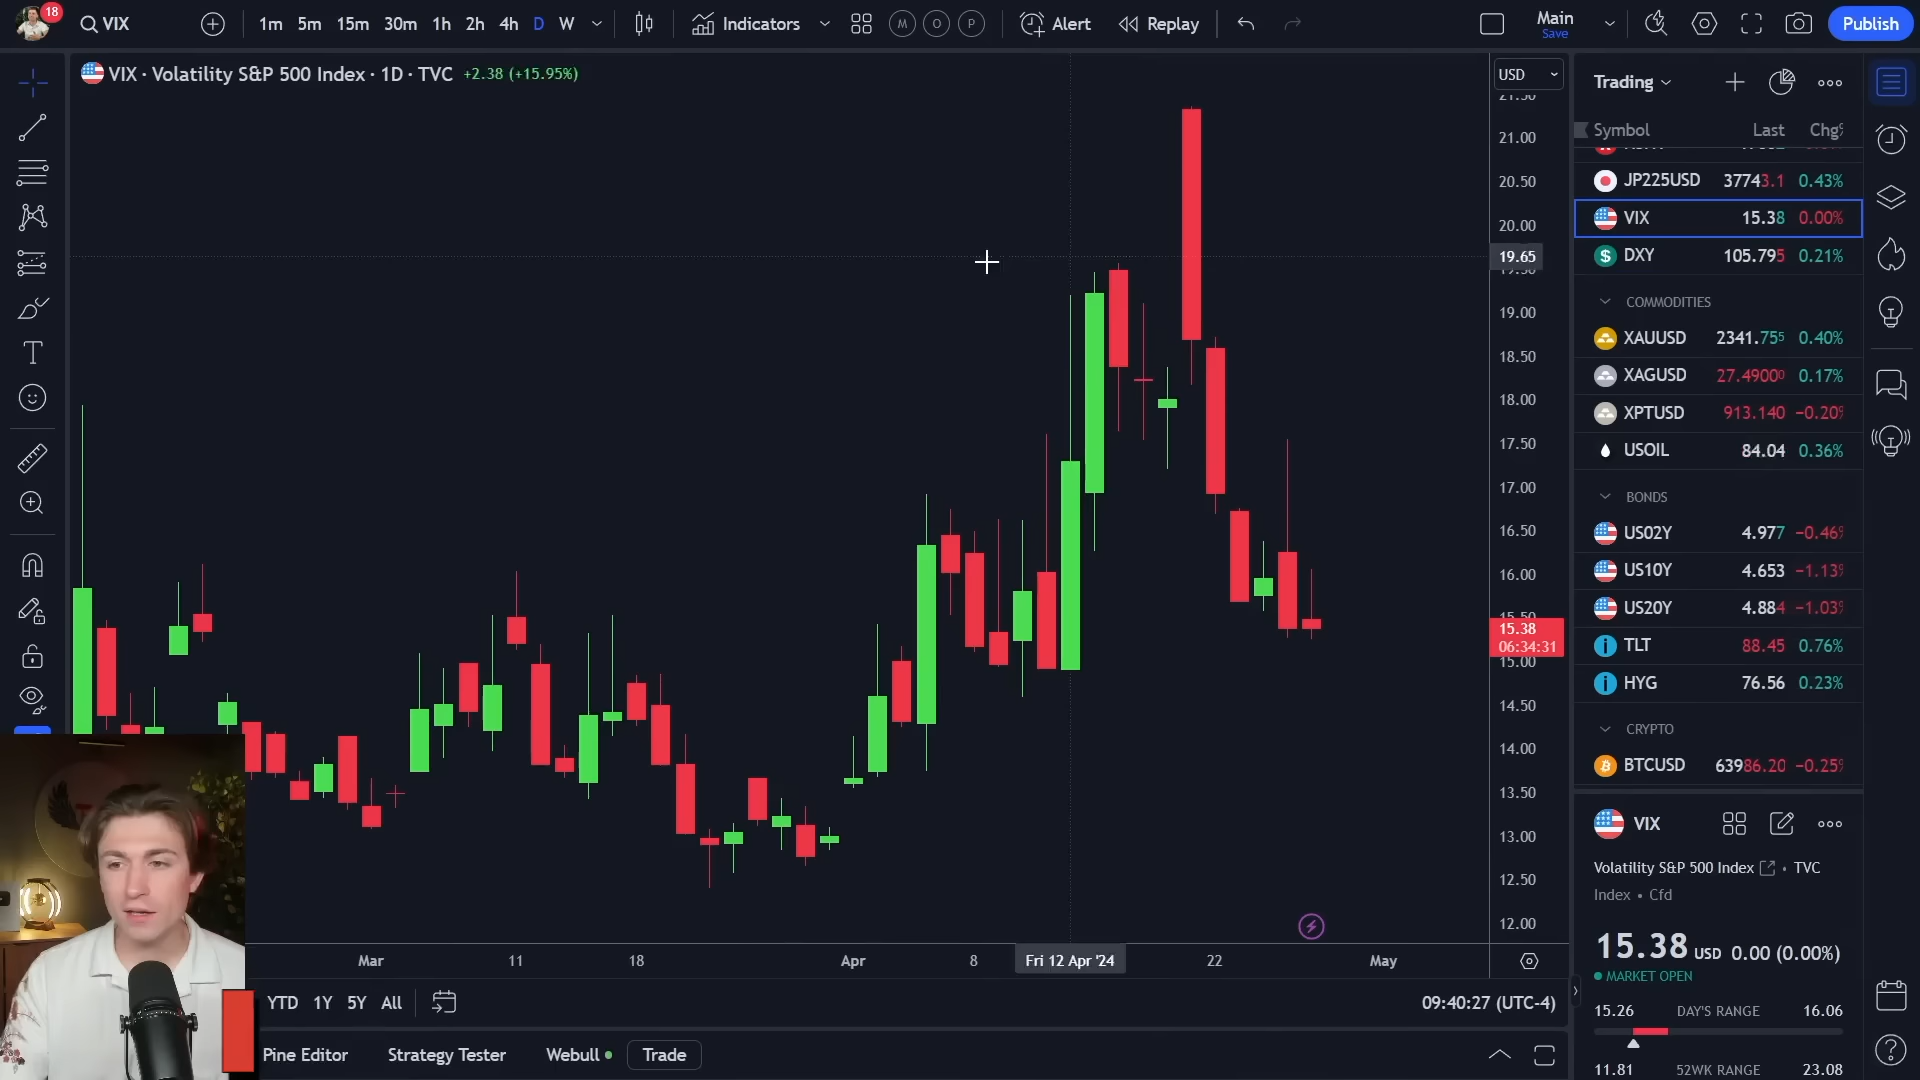 18
VIX
1m 5m 15m 30m 1h 2h 4h D W
Indicators
M O P
Alert
Replay
Main
Save
Publish
VIX · Volatility S&P 500 Index · 1D · TVC +2.38 (+15.95%)
USD
21.00
20.50
20.00
19.65
19.00
18.50
18.00
17.50
17.00
16.50
16.00
15.50
15.38
06:34:31
15.00
14.50
14.00
13.50
13.00
12.50
12.00
Mar 11 18 Apr 8 Fri 12 Apr '24 22 May
YTD 1Y 5Y All
09:40:27 (UTC-4)
Pine Editor Strategy Tester Webull Trade
Trading
Symbol Last Chg%
JP225USD 37743.1 0.43%
VIX 15.38 0.00%
DXY 105.795 0.21%
COMMODITIES
XAUUSD 2341.755 0.40%
XAGUSD 27.49000 0.17%
XPTUSD 913.140 −0.20%
USOIL 84.04 0.36%
BONDS
US02Y 4.977 −0.46%
US10Y 4.653 −1.13%
US20Y 4.884 −1.03%
TLT 88.45 0.76%
HYG 76.56 0.23%
CRYPTO
BTCUSD 63986.20 −0.25%
VIX
Volatility S&P 500 Index • TVC
Index • Cfd
15.38 USD 0.00 (0.00%)
MARKET OPEN
15.26 DAY'S RANGE 16.06
11.81 52WK RANGE 23.08